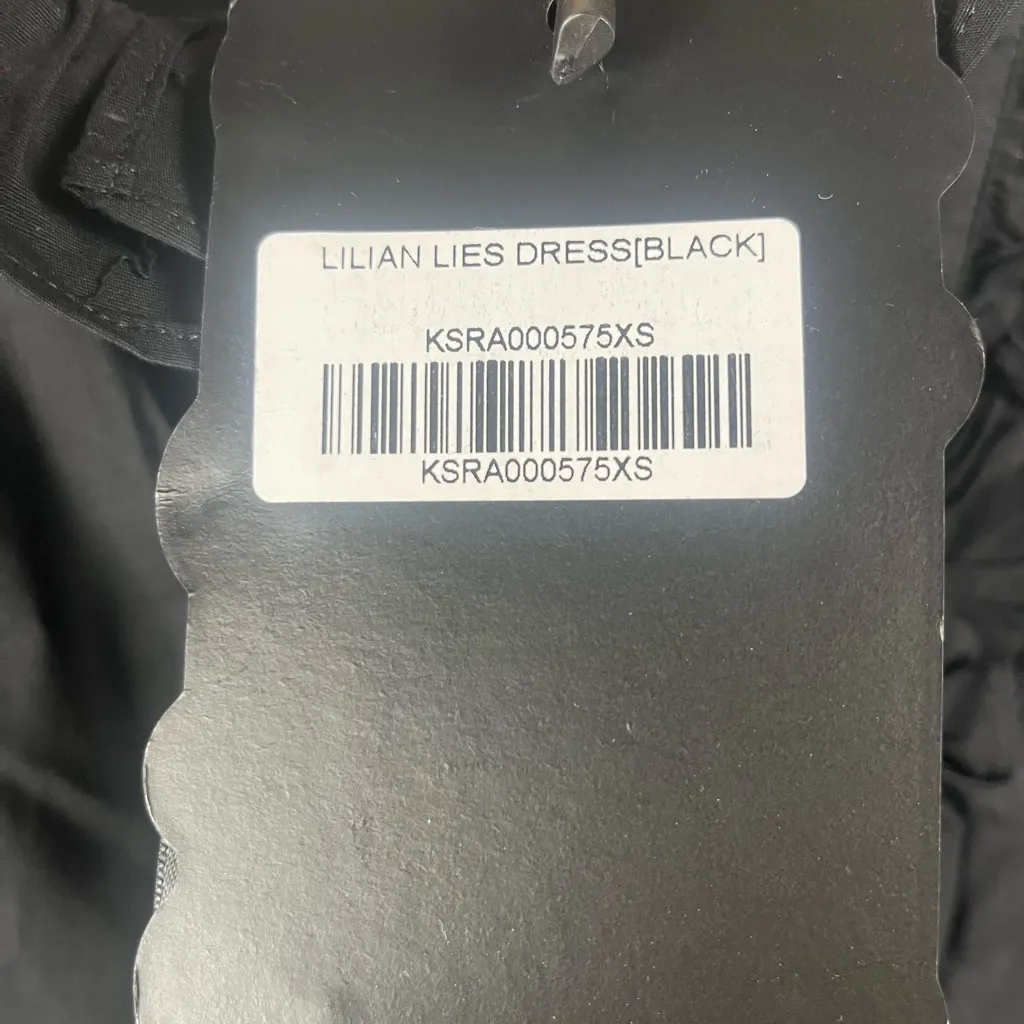 LILIAN LIES DRESS[BLACK]
KSRA000575XS
KSRA000575XS